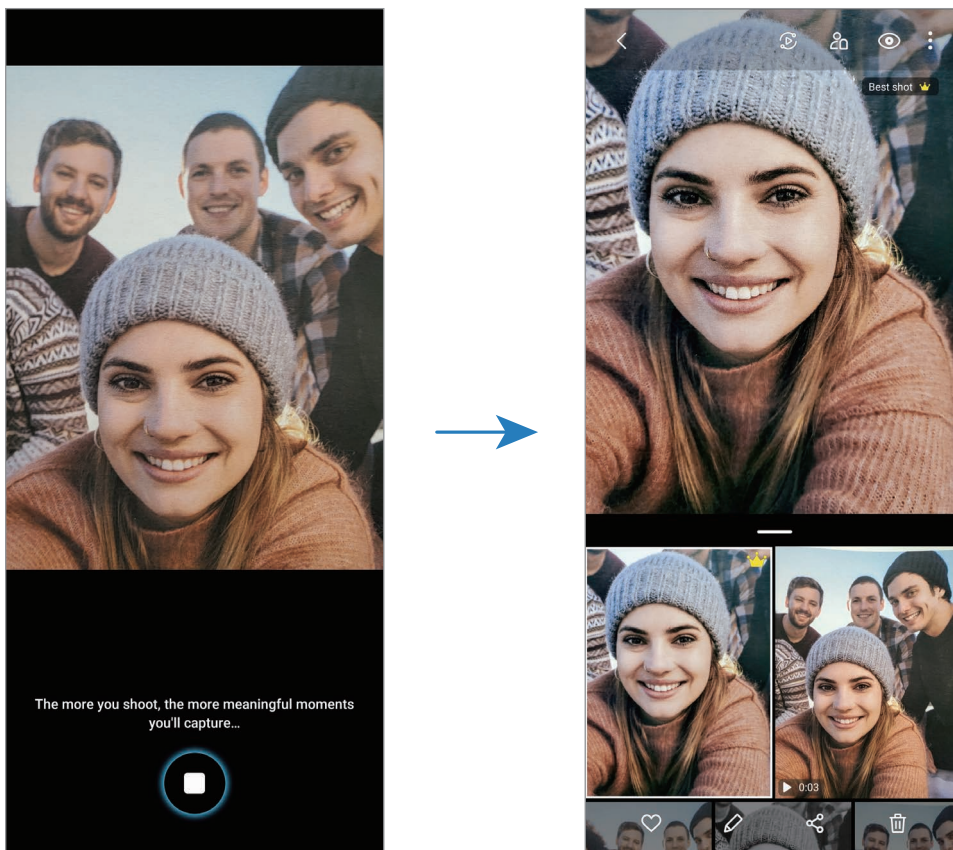 The more you shoot, the more meaningful moments
you'll capture...
Best shot
0:03